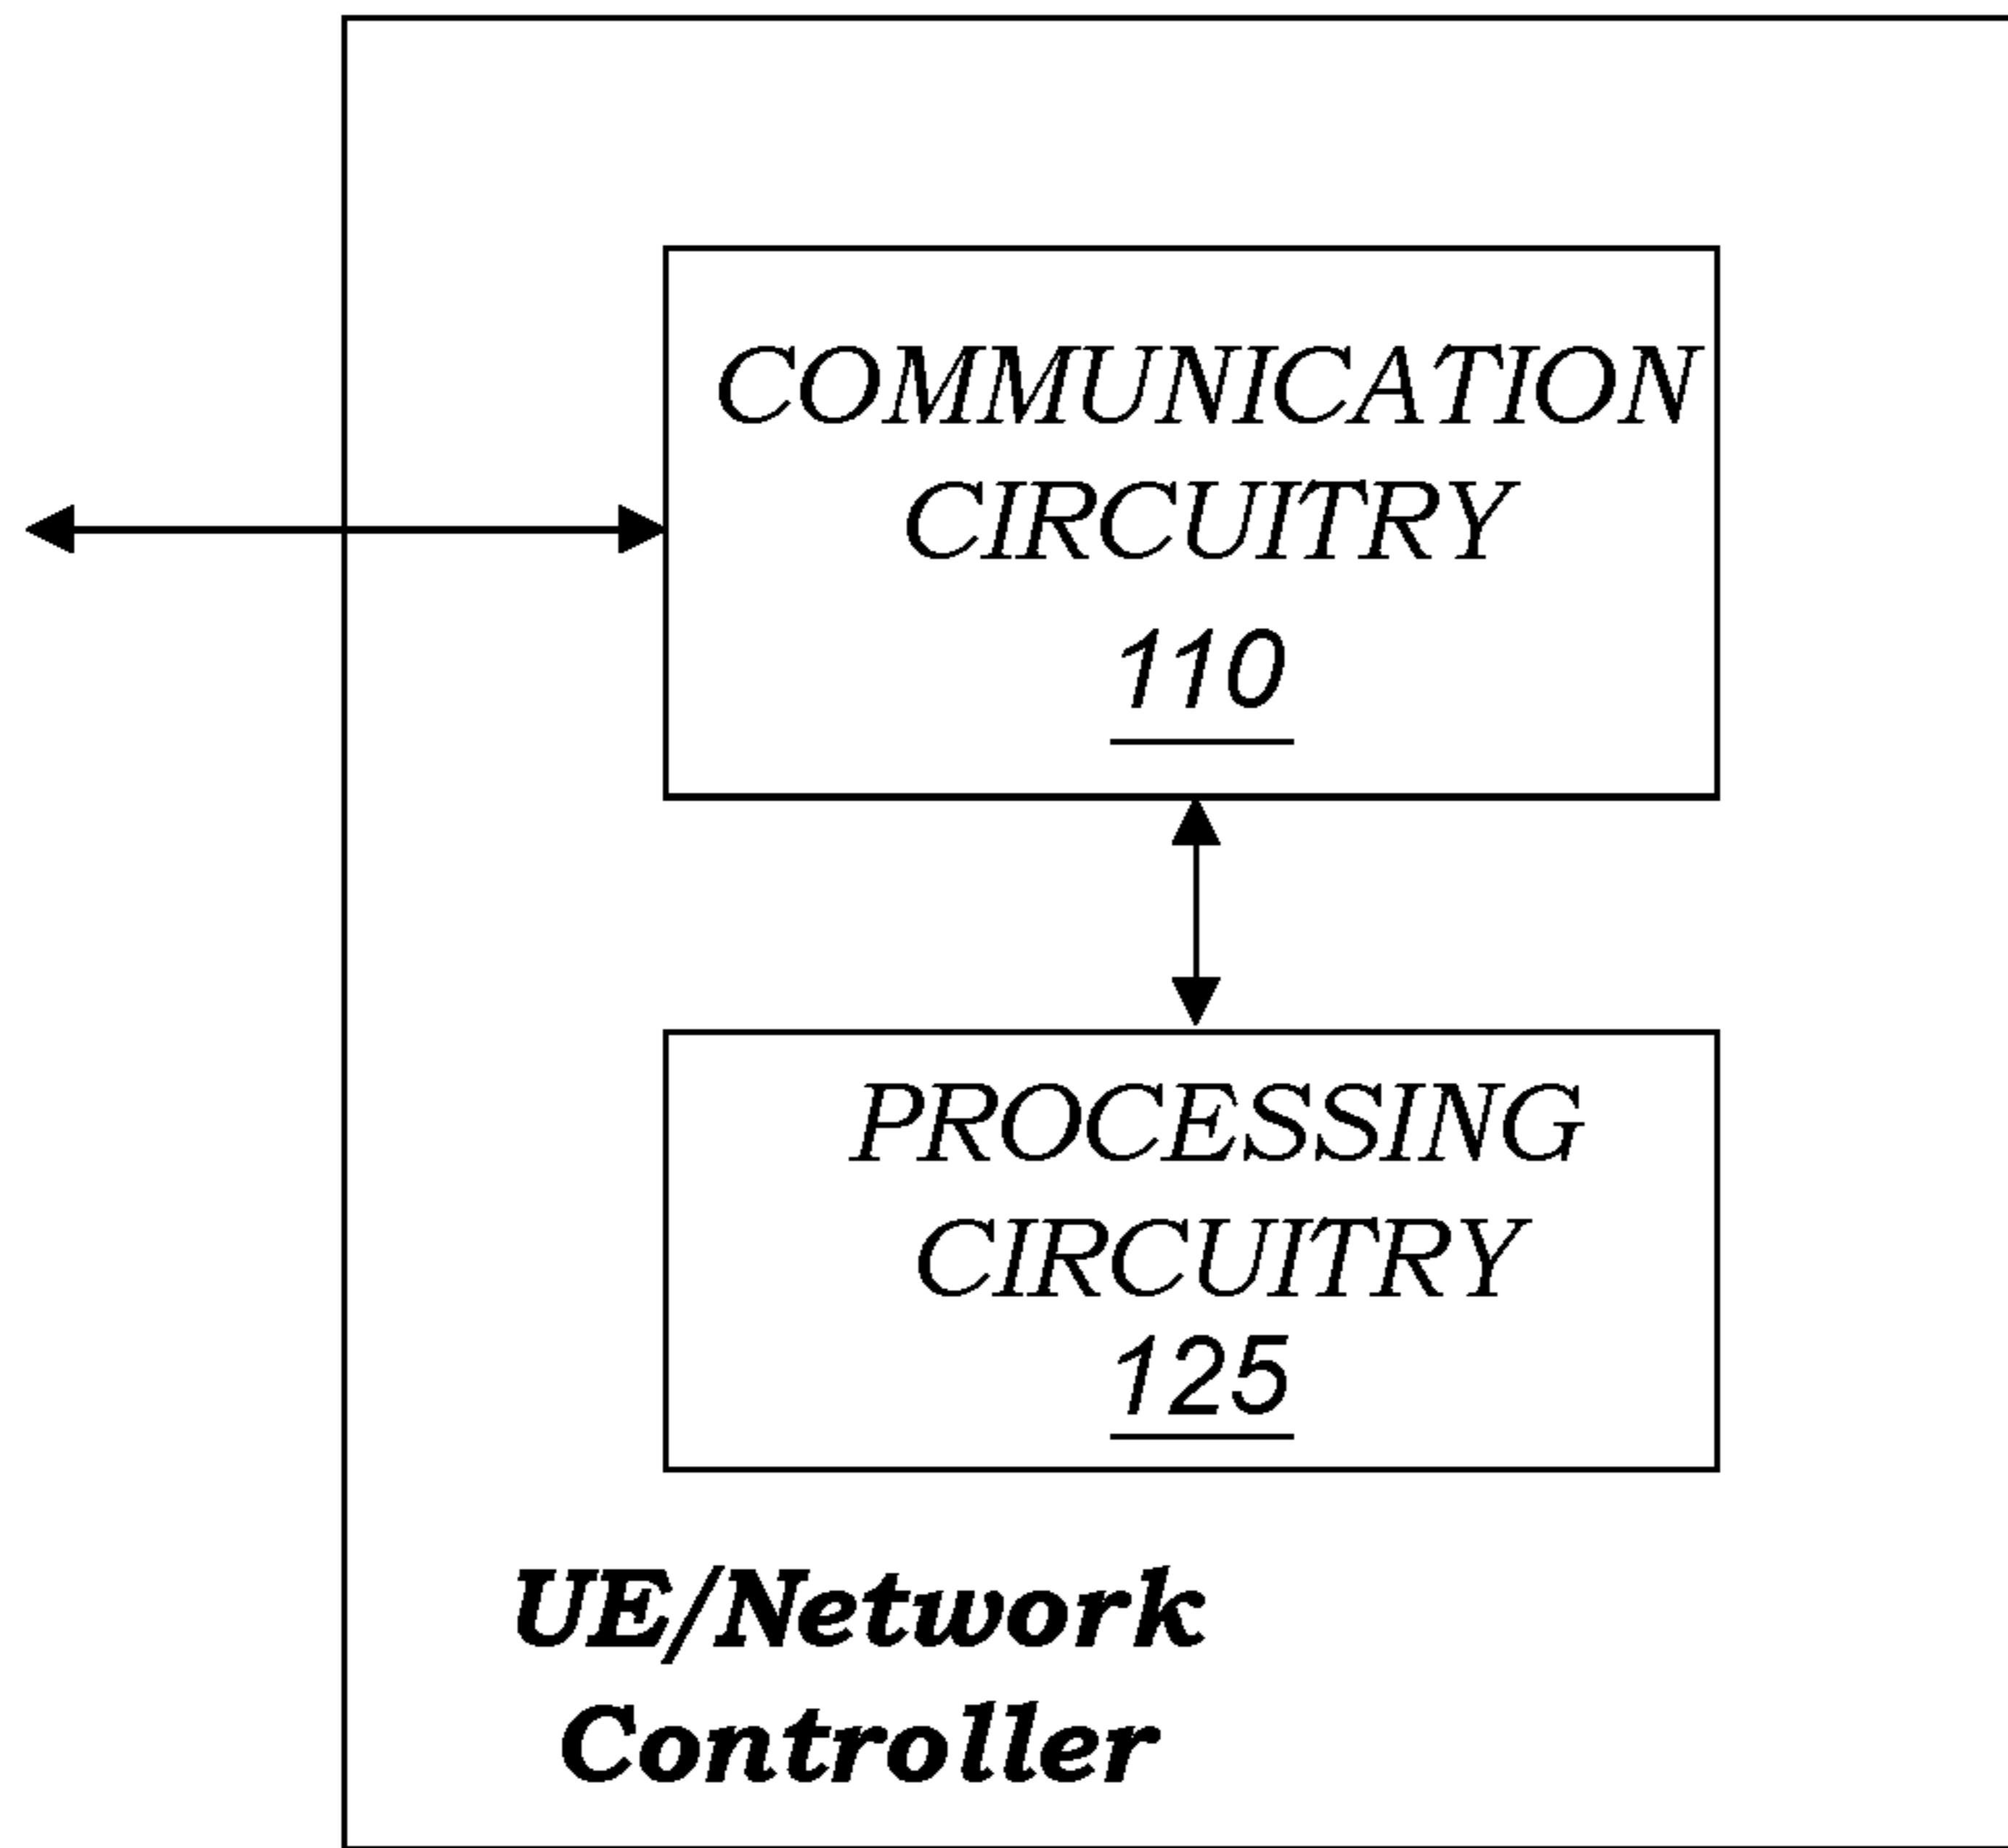 COMMUNICATION
CIRCUITRY
110
PROCESSING
CIRCUITRY
125
UE/Network
Controller